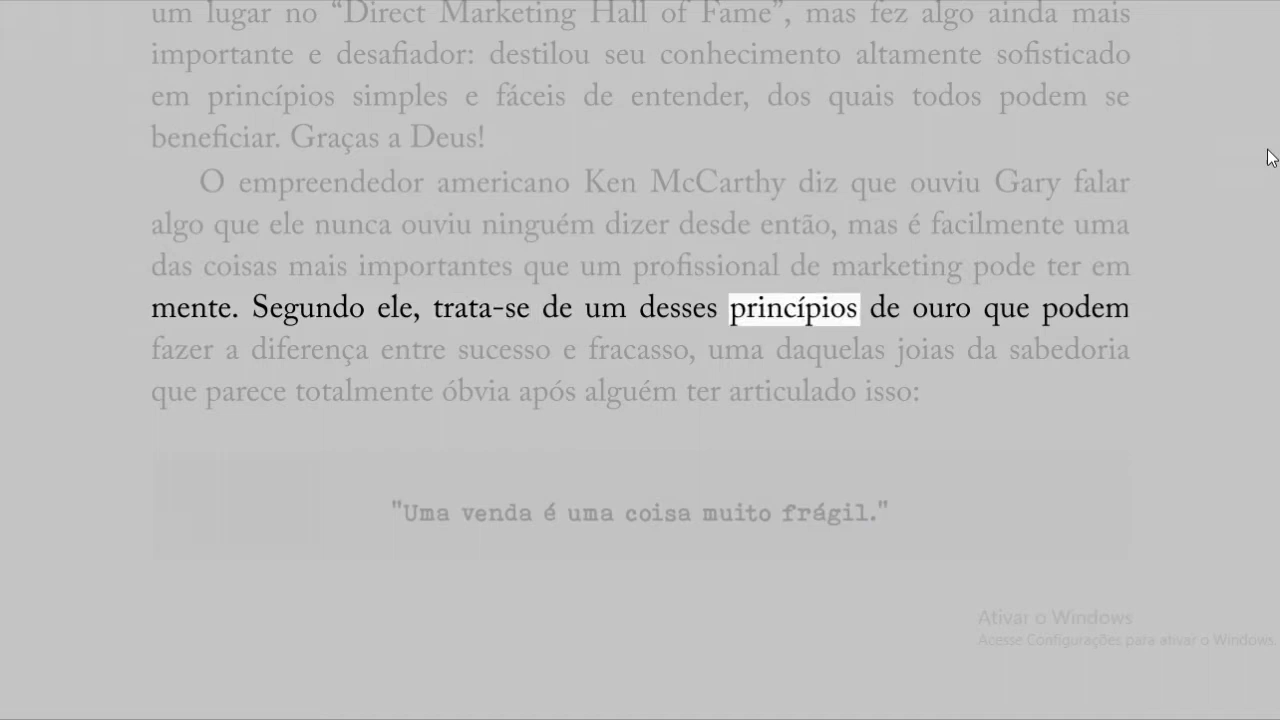 um lugar no “Direct Marketing Hall of Fame”, mas fez algo ainda mais
importante e desafiador: destilou seu conhecimento altamente sofisticado
em princípios simples e fáceis de entender, dos quais todos podem se
beneficiar. Graças a Deus!
O empreendedor americano Ken McCarthy diz que ouviu Gary falar
algo que ele nunca ouviu ninguém dizer desde então, mas é facilmente uma
das coisas mais importantes que um profissional de marketing pode ter em
mente. Segundo ele, trata-se de um desses princípios de ouro que podem
fazer a diferença entre sucesso e fracasso, uma daquelas joias da sabedoria
que parece totalmente óbvia após alguém ter articulado isso:
"Uma venda é uma coisa muito frágil."
Ativar o Windows
Acesse Configurações para ativar o Windows.